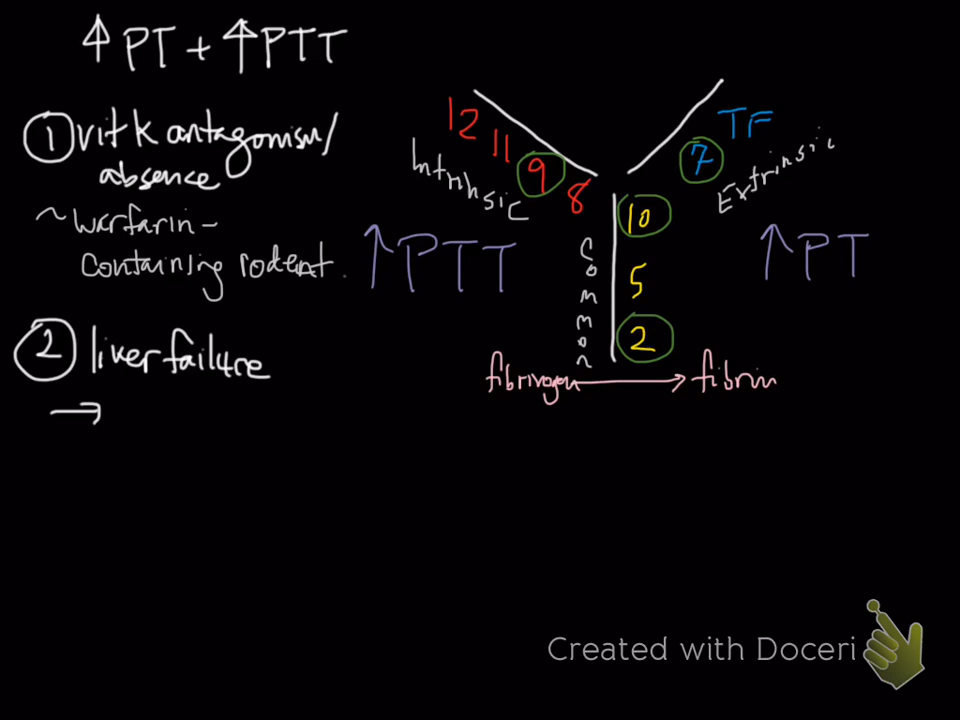 ↑ PT + ↑ PTT
① vit K antagonism/
absence
~ Warfarin -
containing rodent.
② liver failure
→
12
11
9
8
Intrinsic
↑ PTT
TF
7
Extrinsic
↑ PT
10
5
2
Common
fibrinogen → fibrin
Created with Doceri